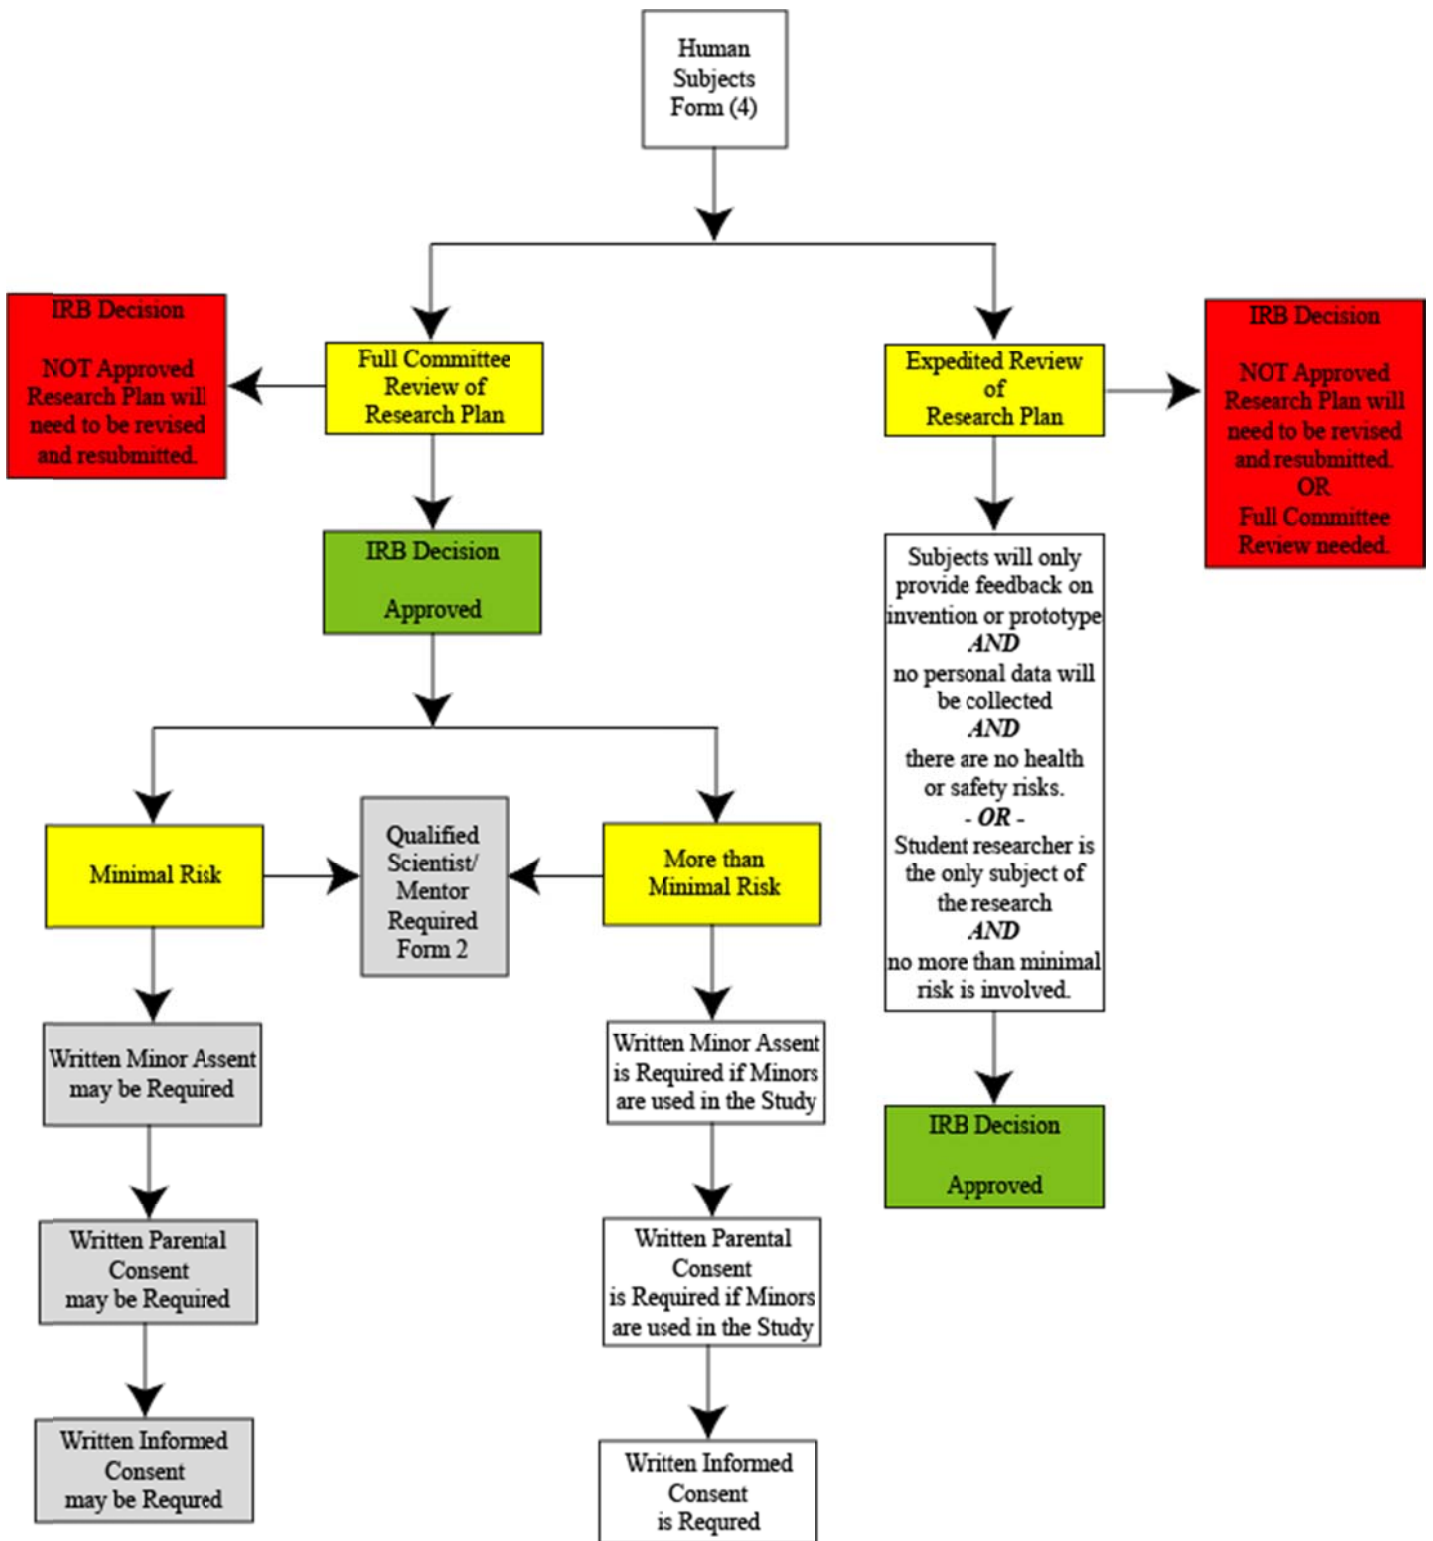 Human
Subjects
Form (4)
IRB Decision
NOT Approved
Research Plan will
need to be revised
and resubmitted.
Full Committee
Review of
Research Plan
Expedited Review
of
Research Plan
IRB Decision
NOT Approved
Research Plan will
need to be revised
and resubmitted.
OR
Full Committee
Review needed.
IRB Decision
Approved
Subjects will only
provide feedback on
invention or prototype
AND
no personal data will
be collected
AND
there are no health
or safety risks.
- OR -
Student researcher is
the only subject of
the research
AND
no more than minimal
risk is involved.
Minimal Risk
Qualified
Scientist/
Mentor
Required
Form 2
More than
Minimal Risk
Written Minor Assent
may be Required
Written Minor Assent
is Required if Minors
are used in the Study
IRB Decision
Approved
Written Parental
Consent
may be Required
Written Parental
Consent
is Required if Minors
are used in the Study
Written Informed
Consent
may be Requred
Written Informed
Consent
is Requred